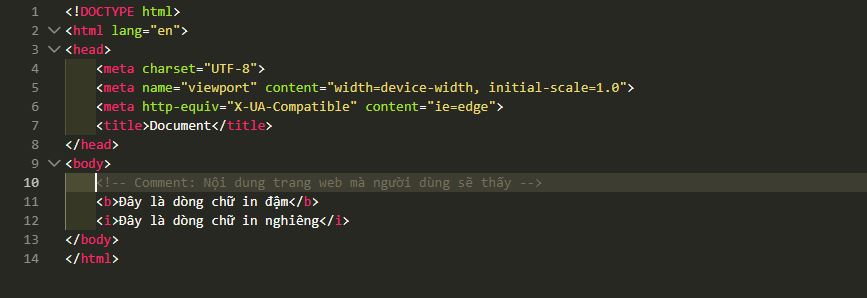 1 <!DOCTYPE html>
2 <html lang="en">
3 <head>
4     <meta charset="UTF-8">
5     <meta name="viewport" content="width=device-width, initial-scale=1.0">
6     <meta http-equiv="X-UA-Compatible" content="ie=edge">
7     <title>Document</title>
8 </head>
9 <body>
10     <!-- Comment: Nội dung trang web mà người dùng sẽ thấy -->
11     <b>Đây là dòng chữ in đậm</b>
12     <i>Đây là dòng chữ in nghiêng</i>
13 </body>
14 </html>